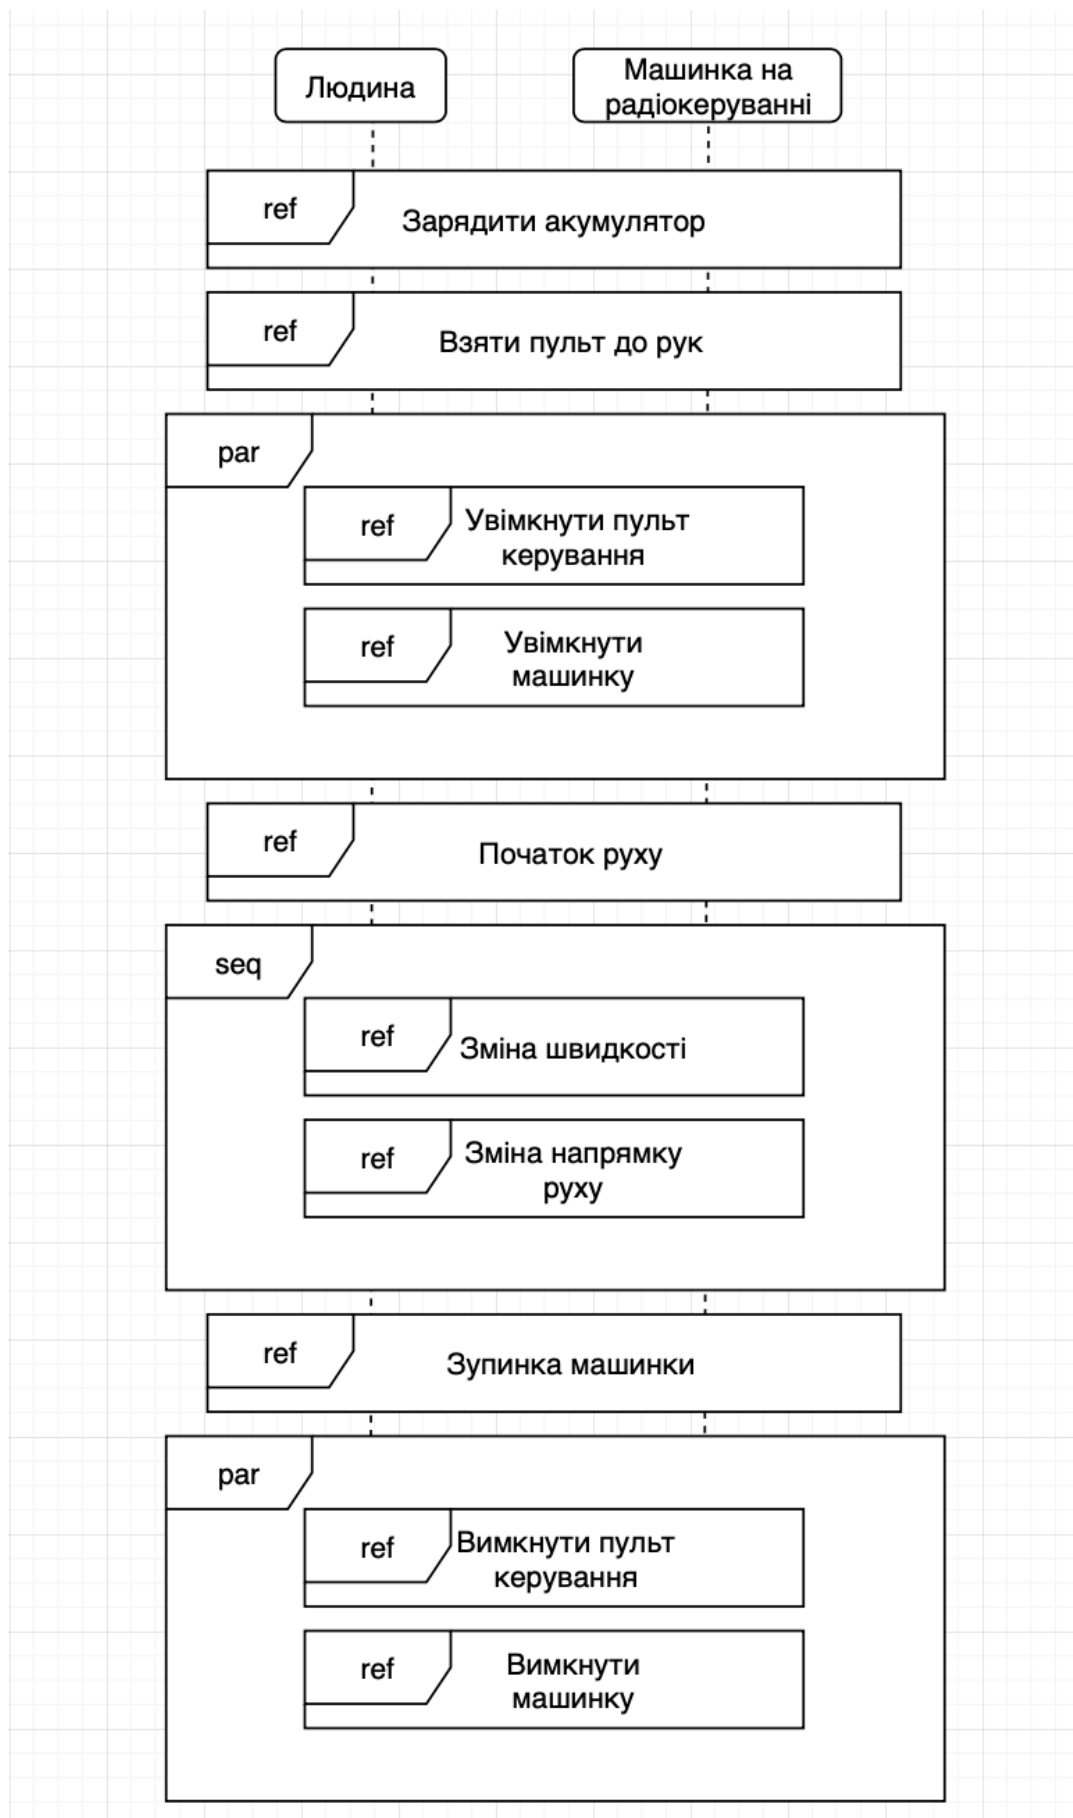 Людина
Машинка на
радіокеруванні
ref
Зарядити акумулятор
ref
Взяти пульт до рук
par
ref
Увімкнути пульт
керування
ref
Увімкнути
машинку
ref
Початок руху
seq
ref
Зміна швидкості
ref
Зміна напрямку
руху
ref
Зупинка машинки
par
ref
Вимкнути пульт
керування
ref
Вимкнути
машинку